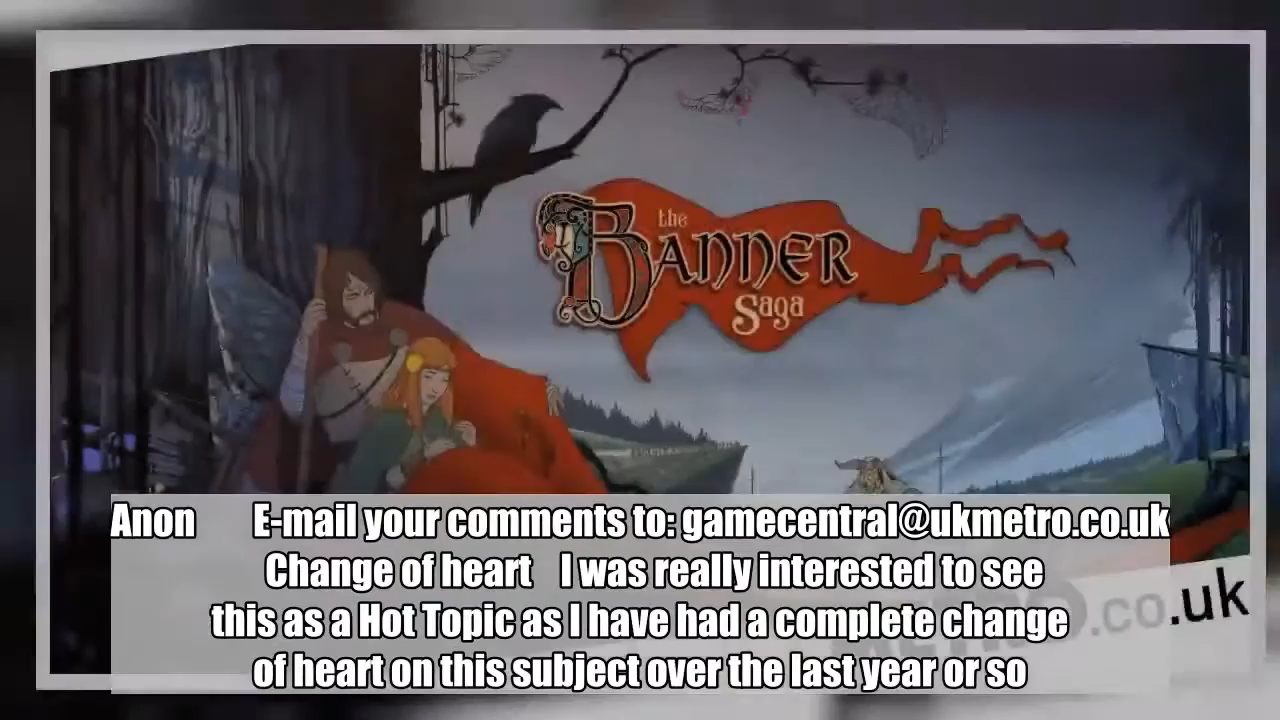 the
BANNER
Saga
Anon E-mail your comments to: gamecentral@ukmetro.co.uk
Change of heart I was really interested to see
this as a Hot Topic as I have had a complete change
of heart on this subject over the last year or so
.co.uk